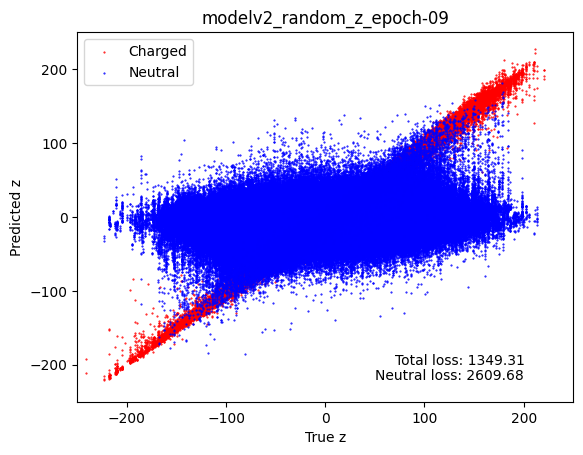 modelv2_random_z_epoch-09
Charged
Neutral
200
100
0
−100
−200
Predicted z
Total loss: 1349.31
Neutral loss: 2609.68
−200
−100
0
100
200
True z